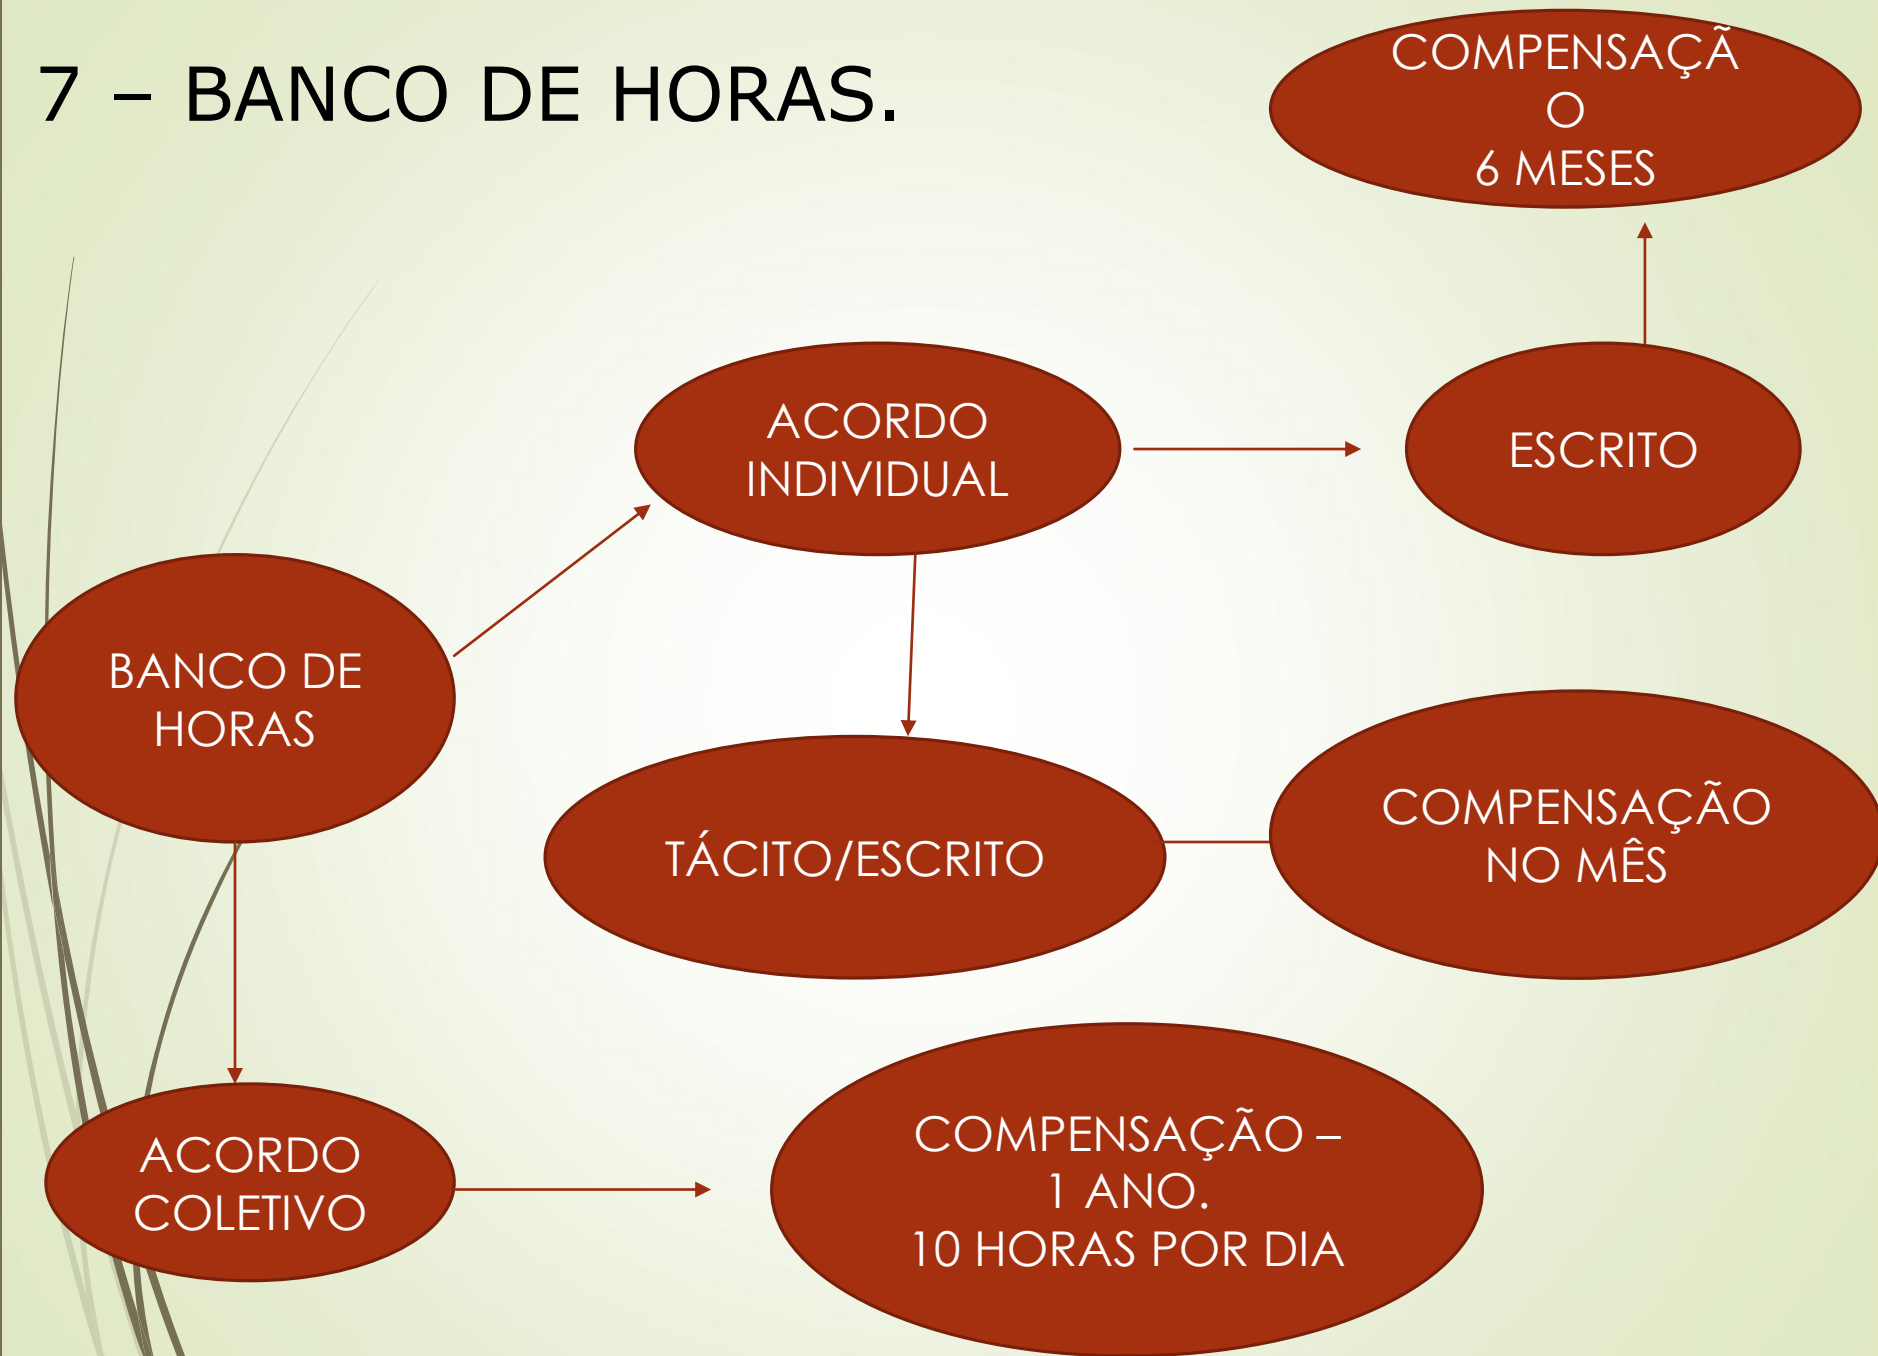 7 – BANCO DE HORAS.
COMPENSAÇÃ
O
6 MESES
ACORDO
INDIVIDUAL
ESCRITO
BANCO DE
HORAS
TÁCITO/ESCRITO
COMPENSAÇÃO
NO MÊS
ACORDO
COLETIVO
COMPENSAÇÃO –
1 ANO.
10 HORAS POR DIA